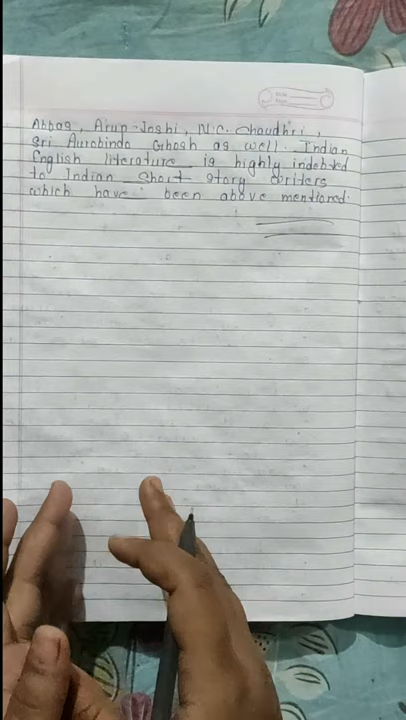 Abbas, Arup Joshi, N.C. Chaudhri,
Sri Aurobindo Ghosh as well. Indian
English literature is highly indebted
to Indian Short story writers
which have been above mentioned.